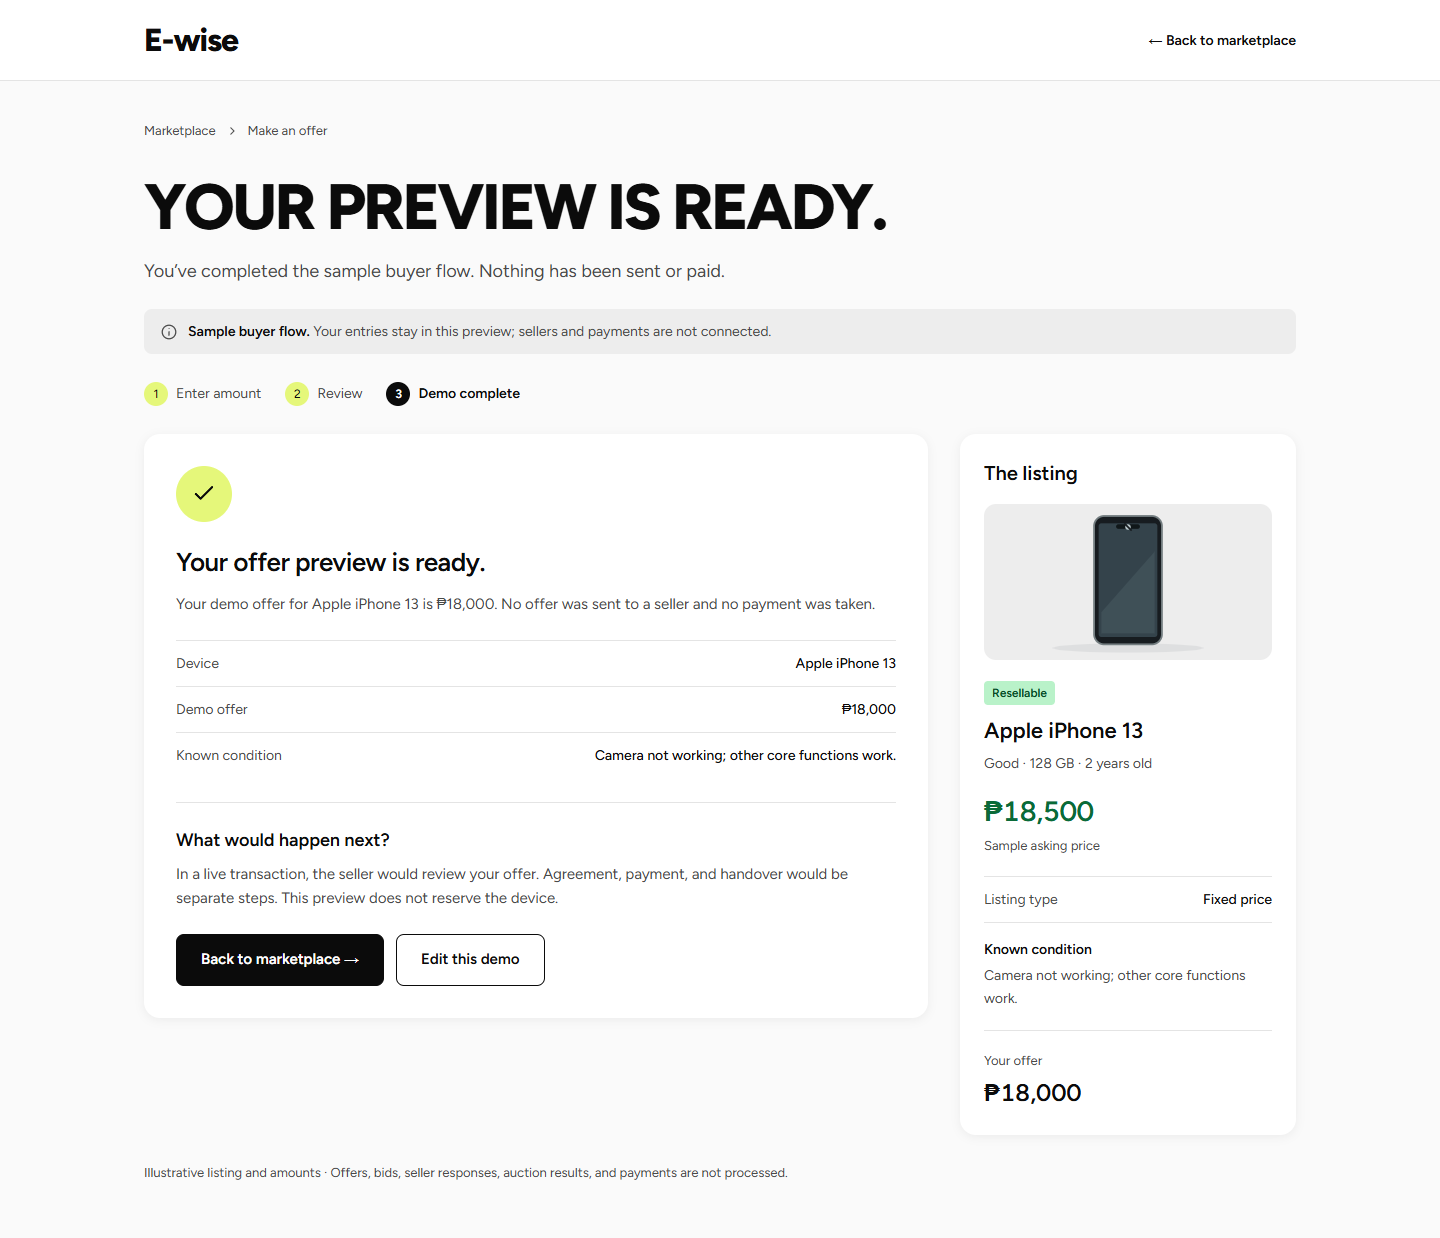 E-wise
← Back to marketplace
Marketplace > Make an offer
YOUR PREVIEW IS READY.
You’ve completed the sample buyer flow. Nothing has been sent or paid.
Sample buyer flow. Your entries stay in this preview; sellers and payments are not connected.
1 Enter amount 2 Review 3 Demo complete
Your offer preview is ready.
Your demo offer for Apple iPhone 13 is ₱18,000. No offer was sent to a seller and no payment was taken.
Device Apple iPhone 13
Demo offer ₱18,000
Known condition Camera not working; other core functions work.
What would happen next?
In a live transaction, the seller would review your offer. Agreement, payment, and handover would be
separate steps. This preview does not reserve the device.
Back to marketplace →
Edit this demo
The listing
Resellable
Apple iPhone 13
Good · 128 GB · 2 years old
₱18,500
Sample asking price
Listing type Fixed price
Known condition
Camera not working; other core functions
work.
Your offer
₱18,000
Illustrative listing and amounts · Offers, bids, seller responses, auction results, and payments are not processed.